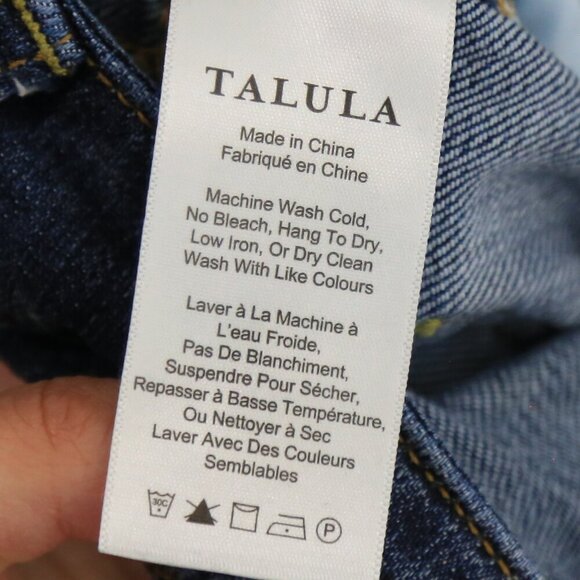 TALULA
Made in China
Fabriqué en Chine
Machine Wash Cold,
No Bleach, Hang To Dry,
Low Iron, Or Dry Clean
Wash With Like Colours
Laver à La Machine à
L'eau Froide,
Pas De Blanchiment,
Suspendre Pour Sécher,
Repasser à Basse Température,
Ou Nettoyer à Sec
Laver Avec Des Couleurs
Semblables
30C P